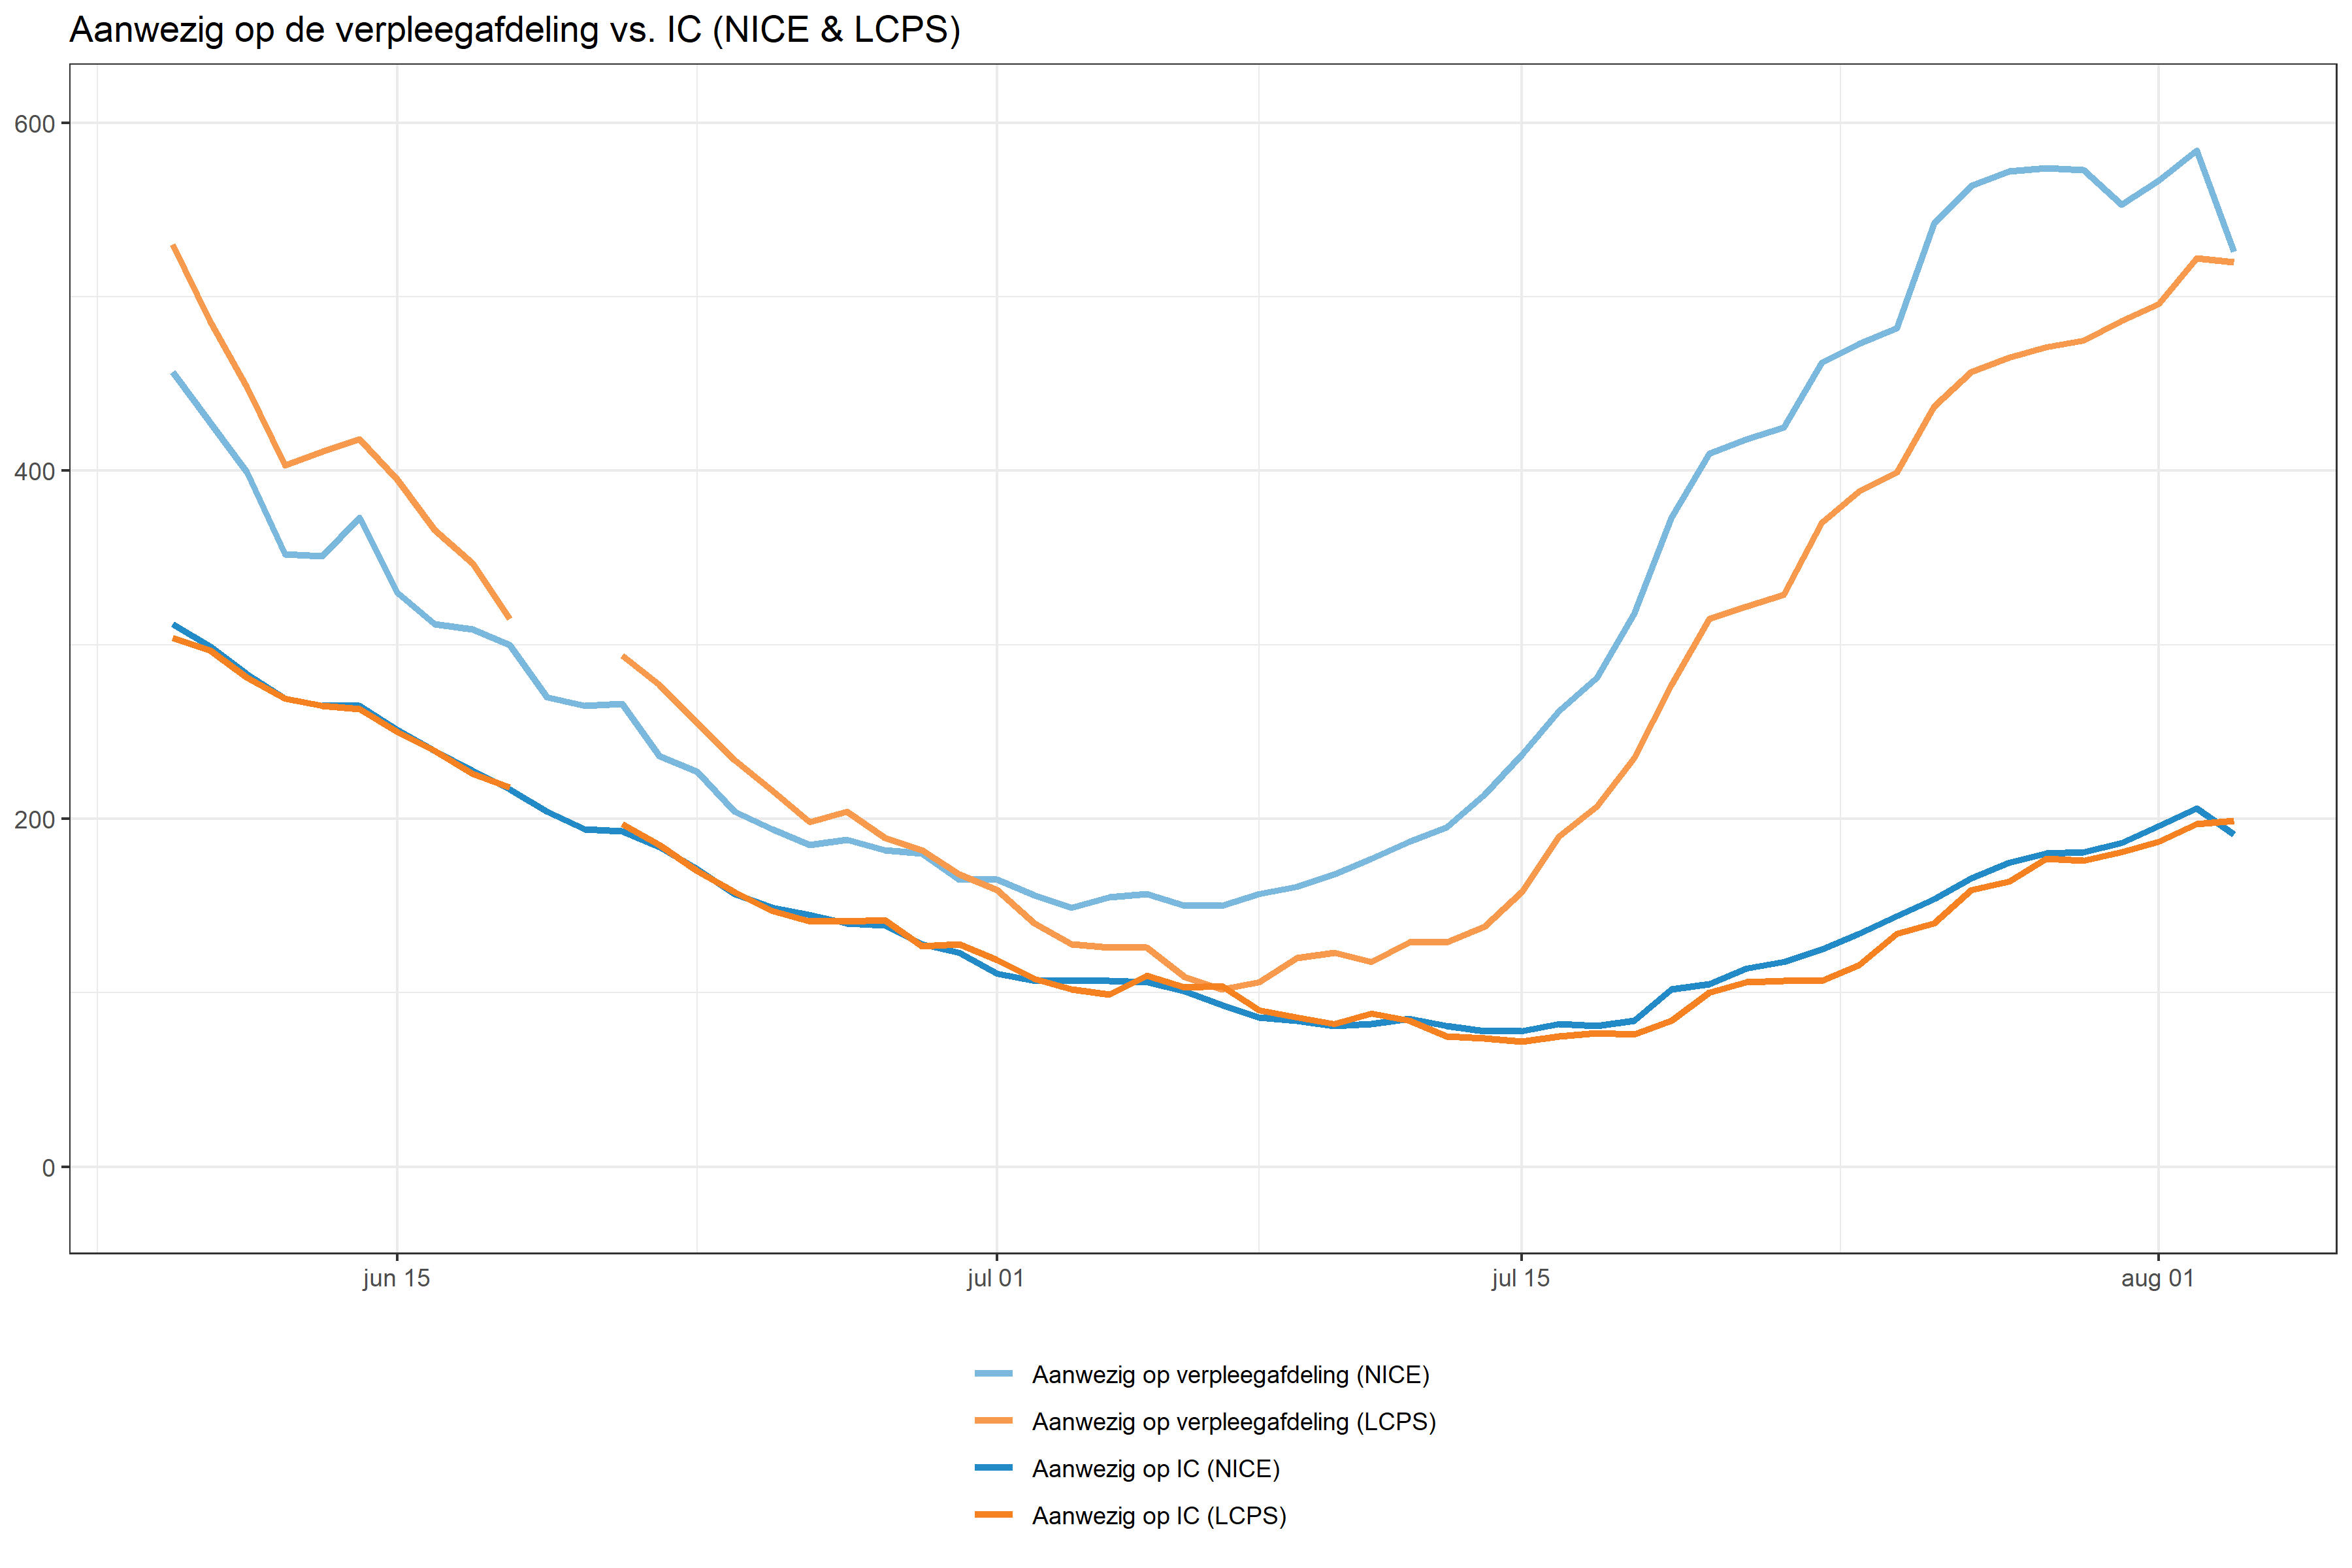 Aanwezig op de verpleegafdeling vs. IC (NICE & LCPS)
600
400
200
0
jun 15
jul 01
jul 15
aug 01
Aanwezig op verpleegafdeling (NICE)
Aanwezig op verpleegafdeling (LCPS)
Aanwezig op IC (NICE)
Aanwezig op IC (LCPS)